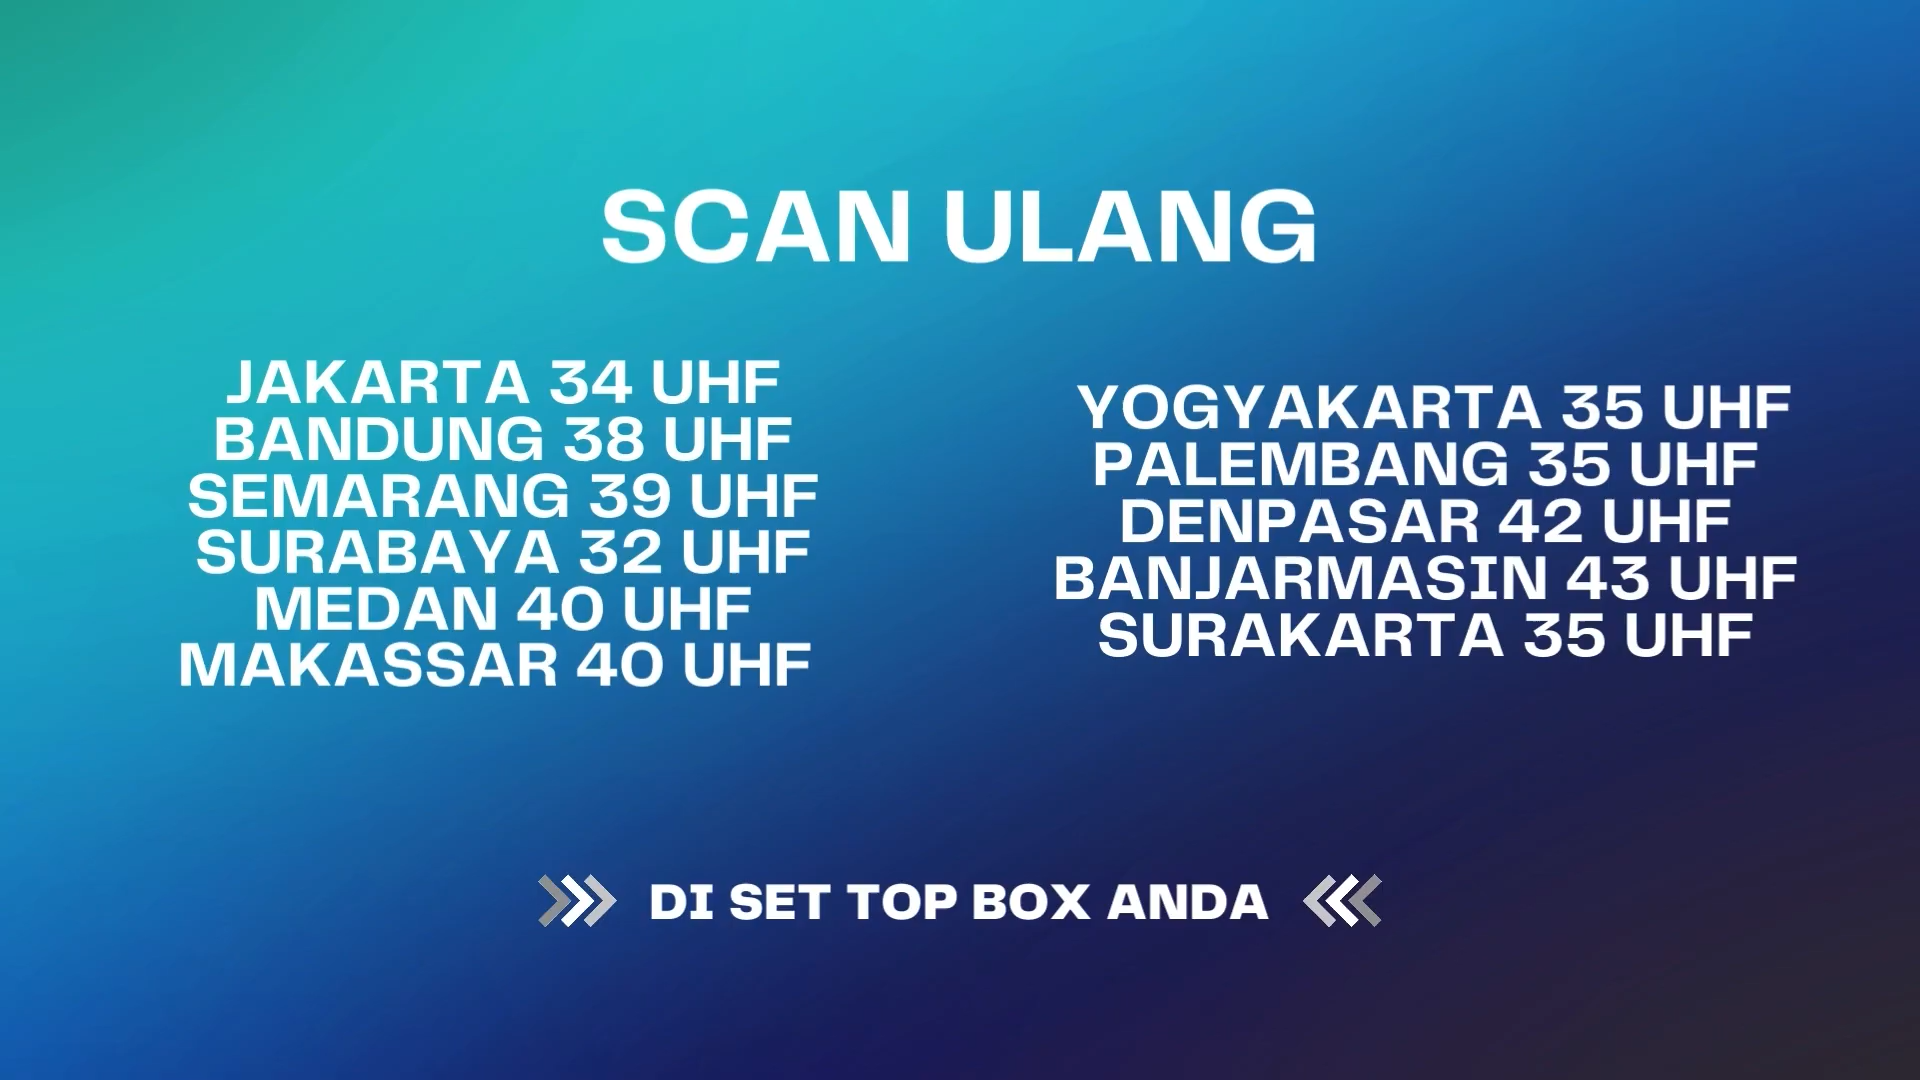 SCAN ULANG
JAKARTA 34 UHF
BANDUNG 38 UHF
SEMARANG 39 UHF
SURABAYA 32 UHF
MEDAN 40 UHF
MAKASSAR 40 UHF
YOGYAKARTA 35 UHF
PALEMBANG 35 UHF
DENPASAR 42 UHF
BANJARMASIN 43 UHF
SURAKARTA 35 UHF
DI SET TOP BOX ANDA